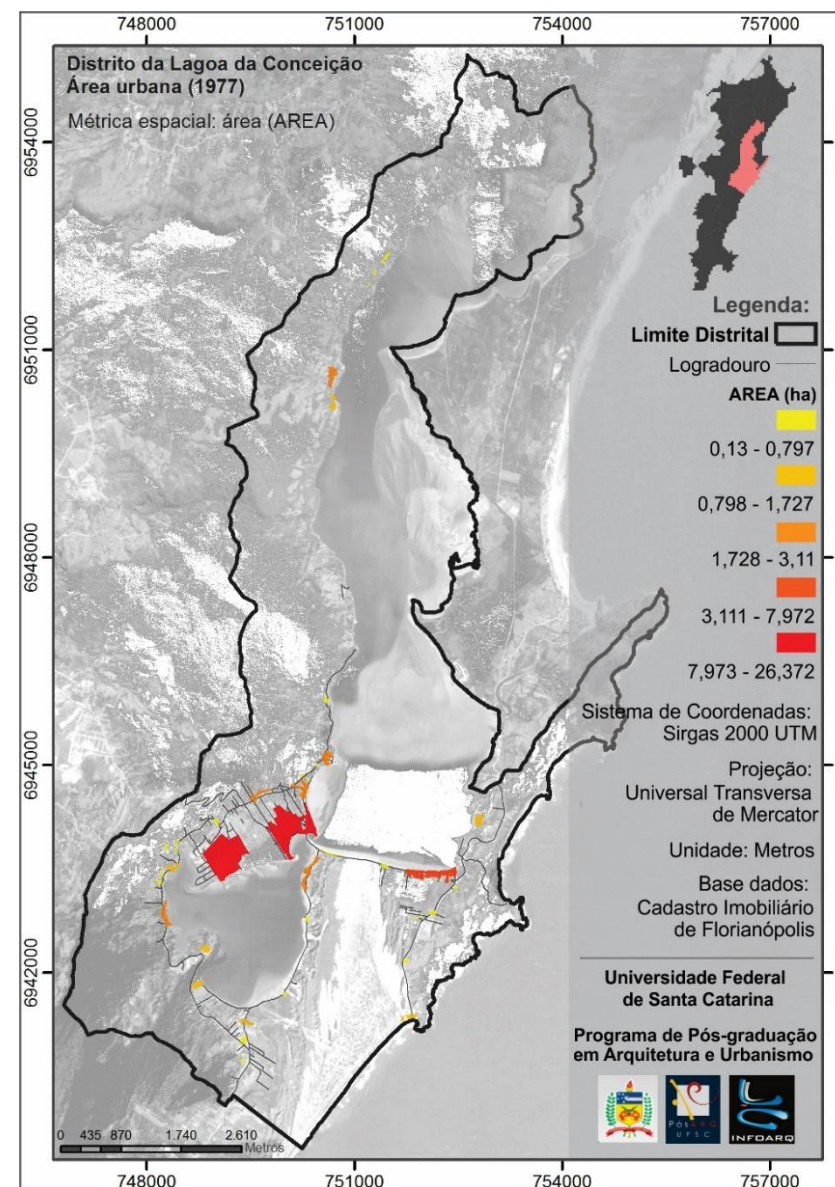 748000 751000 754000 757000
Distrito da Lagoa da Conceição
Área urbana (1977)
Métrica espacial: área (AREA)
6954000
6951000
6948000
6945000
6942000
Legenda:
Limite Distrital
Logradouro
AREA (ha)
0,13 - 0,797
0,798 - 1,727
1,728 - 3,11
3,111 - 7,972
7,973 - 26,372
Sistema de Coordenadas:
Sirgas 2000 UTM
Projeção:
Universal Transversa
de Mercator
Unidade: Metros
Base dados:
Cadastro Imobiliário
de Florianópolis
Universidade Federal
de Santa Catarina
Programa de Pós-graduação
em Arquitetura e Urbanismo
PósARQ
UFSC
INFOARQ
0 435 870 1.740 2.610
Metros
748000 751000 754000 757000